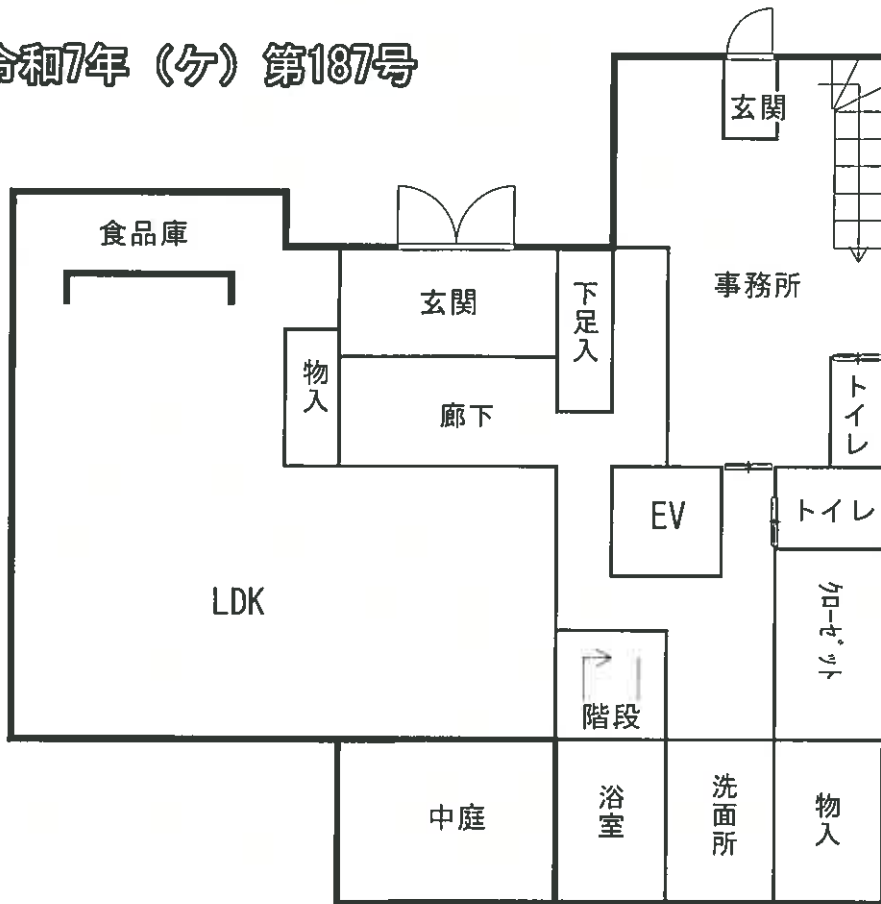 令和7年（ケ）第187号
玄関
食品庫
事務所
玄関
下足入
物入
廊下
トイレ
EV
トイレ
LDK
クローゼット
階段
中庭
浴室
洗面所
物入